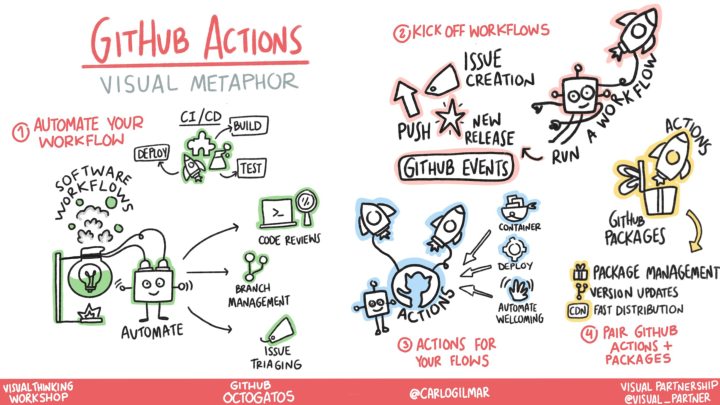 GITHUB ACTIONS
VISUAL METAPHOR
1 AUTOMATE YOUR
WORKFLOW
CI/CD
BUILD
DEPLOY
TEST
SOFTWARE
WORKFLOWS
AUTOMATE
CODE REVIEWS
BRANCH
MANAGEMENT
ISSUE
TRIAGING
2 KICK OFF WORKFLOWS
ISSUE
CREATION
PUSH
NEW
RELEASE
GITHUB EVENTS
RUN
A WORKFLOW
ACTIONS
CONTAINER
DEPLOY
AUTOMATE
WELCOMING
3 ACTIONS FOR
YOUR FLOWS
ACTIONS
GITHUB
PACKAGES
PACKAGE MANAGEMENT
VERSION UPDATES
CDN FAST DISTRIBUTION
4 PAIR GITHUB
ACTIONS +
PACKAGES
VISUALTHINKING
WORKSHOP
GITHUB
OCTOGATOS
@CARLOGILMAR
VISUAL PARTNERSHIP
@VISUAL_PARTNER